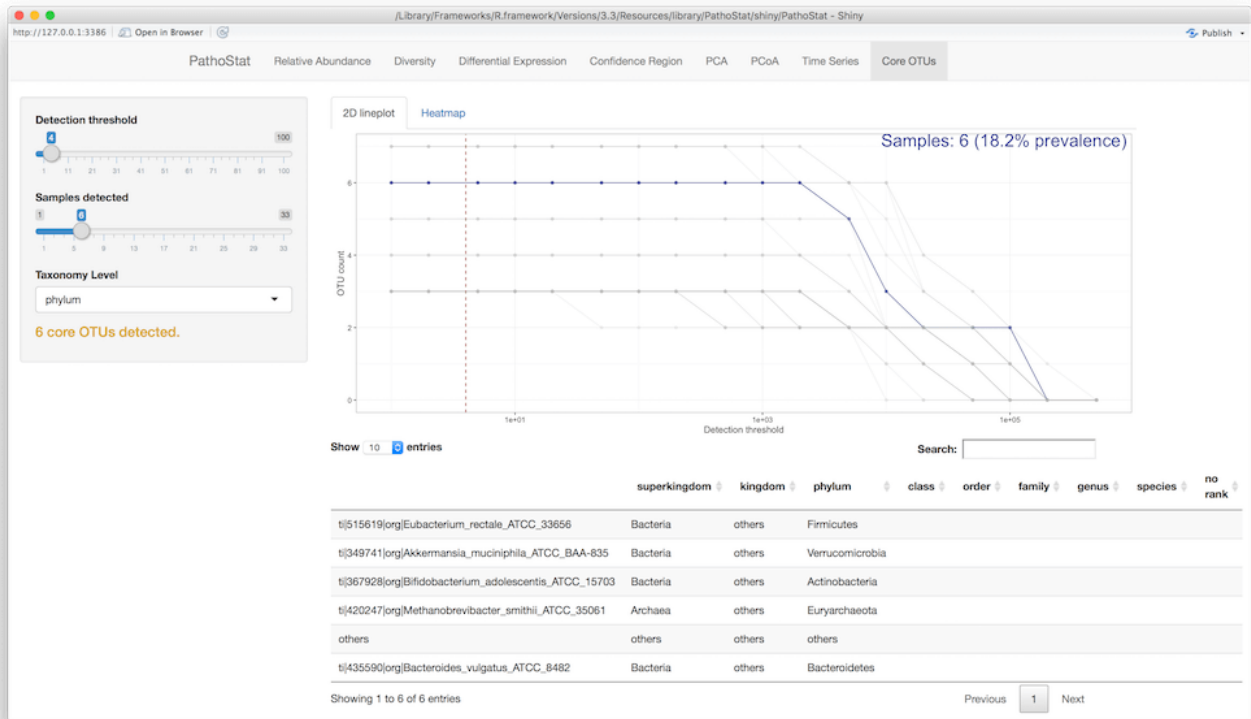 /Library/Frameworks/R.framework/Versions/3.3/Resources/library/PathoStat/shiny/PathoStat - Shiny
http://127.0.0.1:3386 Open in Browser Publish
PathoStat Relative Abundance Diversity Differential Expression Confidence Region PCA PCoA Time Series Core OTUs
Detection threshold
4 100
1 11 21 31 41 51 61 71 81 91 100
Samples detected
1 6 33
1 5 9 13 17 21 25 29 33
Taxonomy Level
phylum
6 core OTUs detected.
2D lineplot Heatmap
Samples: 6 (18.2% prevalence)
OTU count
6
4
2
0
1e+01 1e+03 1e+05
Detection threshold
Show 10 entries Search:
superkingdom kingdom phylum class order family genus species no rank
ti|515619|org|Eubacterium_rectale_ATCC_33656 Bacteria others Firmicutes
ti|349741|org|Akkermansia_muciniphila_ATCC_BAA-835 Bacteria others Verrucomicrobia
ti|367928|org|Bifidobacterium_adolescentis_ATCC_15703 Bacteria others Actinobacteria
ti|420247|org|Methanobrevibacter_smithii_ATCC_35061 Archaea others Euryarchaeota
others others others others
ti|435590|org|Bacteroides_vulgatus_ATCC_8482 Bacteria others Bacteroidetes
Showing 1 to 6 of 6 entries Previous 1 Next